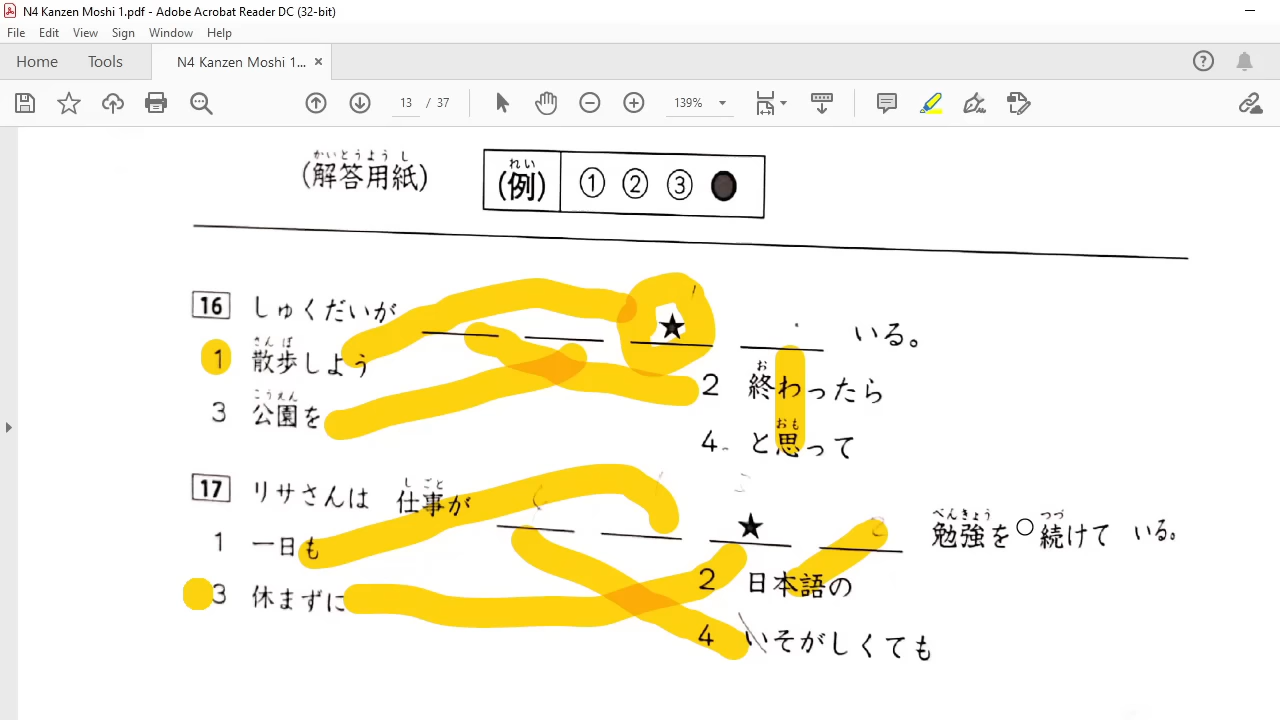 N4 Kanzen Moshi 1.pdf - Adobe Acrobat Reader DC (32-bit)
File Edit View Sign Window Help
Home Tools N4 Kanzen Moshi 1... ×
13 / 37 139%
かいとうようし れい
(解答用紙) (例) ① ② ③
16 しゅくだいが ★ いる。
さんぽ お
1 散歩しよう 2 終わったら
こうえん おも
3 公園を 4 と思って
しごと べんきょう つづ
17 リサさんは 仕事が ★ 勉強を 続けて いる。
1 一日も 2 日本語の
3 休まずに 4 いそがしくても